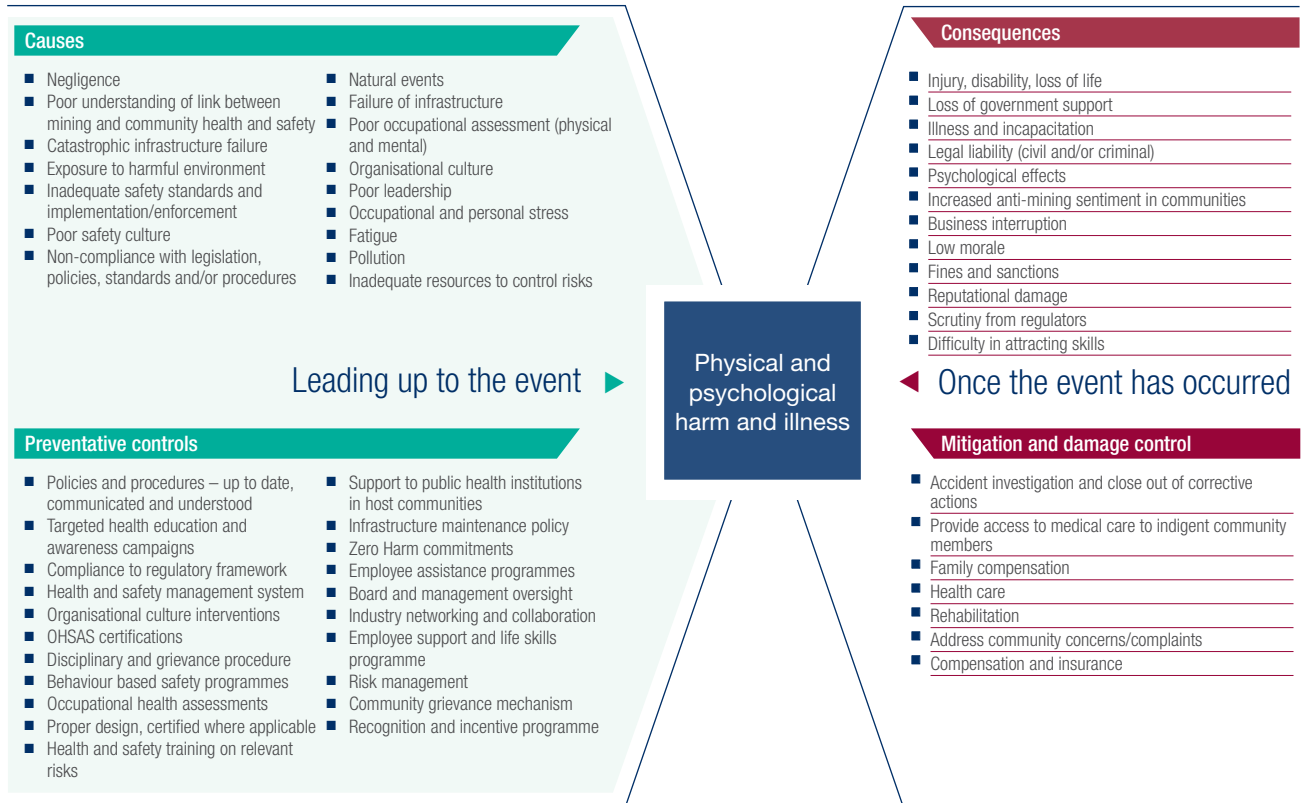 Causes
Negligence
Poor understanding of link between
mining and community health and safety
Catastrophic infrastructure failure
Exposure to harmful environment
Inadequate safety standards and
implementation/enforcement
Poor safety culture
Non-compliance with legislation,
policies, standards and/or procedures
Natural events
Failure of infrastructure
Poor occupational assessment (physical
and mental)
Organisational culture
Poor leadership
Occupational and personal stress
Fatigue
Pollution
Inadequate resources to control risks
Leading up to the event
Preventative controls
Policies and procedures – up to date,
communicated and understood
Targeted health education and
awareness campaigns
Compliance to regulatory framework
Health and safety management system
Organisational culture interventions
OHSAS certifications
Disciplinary and grievance procedure
Behaviour based safety programmes
Occupational health assessments
Proper design, certified where applicable
Health and safety training on relevant
risks
Support to public health institutions
in host communities
Infrastructure maintenance policy
Zero Harm commitments
Employee assistance programmes
Board and management oversight
Industry networking and collaboration
Employee support and life skills
programme
Risk management
Community grievance mechanism
Recognition and incentive programme
Physical and
psychological
harm and illness
Consequences
Injury, disability, loss of life
Loss of government support
Illness and incapacitation
Legal liability (civil and/or criminal)
Psychological effects
Increased anti-mining sentiment in communities
Business interruption
Low morale
Fines and sanctions
Reputational damage
Scrutiny from regulators
Difficulty in attracting skills
Once the event has occurred
Mitigation and damage control
Accident investigation and close out of corrective
actions
Provide access to medical care to indigent community
members
Family compensation
Health care
Rehabilitation
Address community concerns/complaints
Compensation and insurance